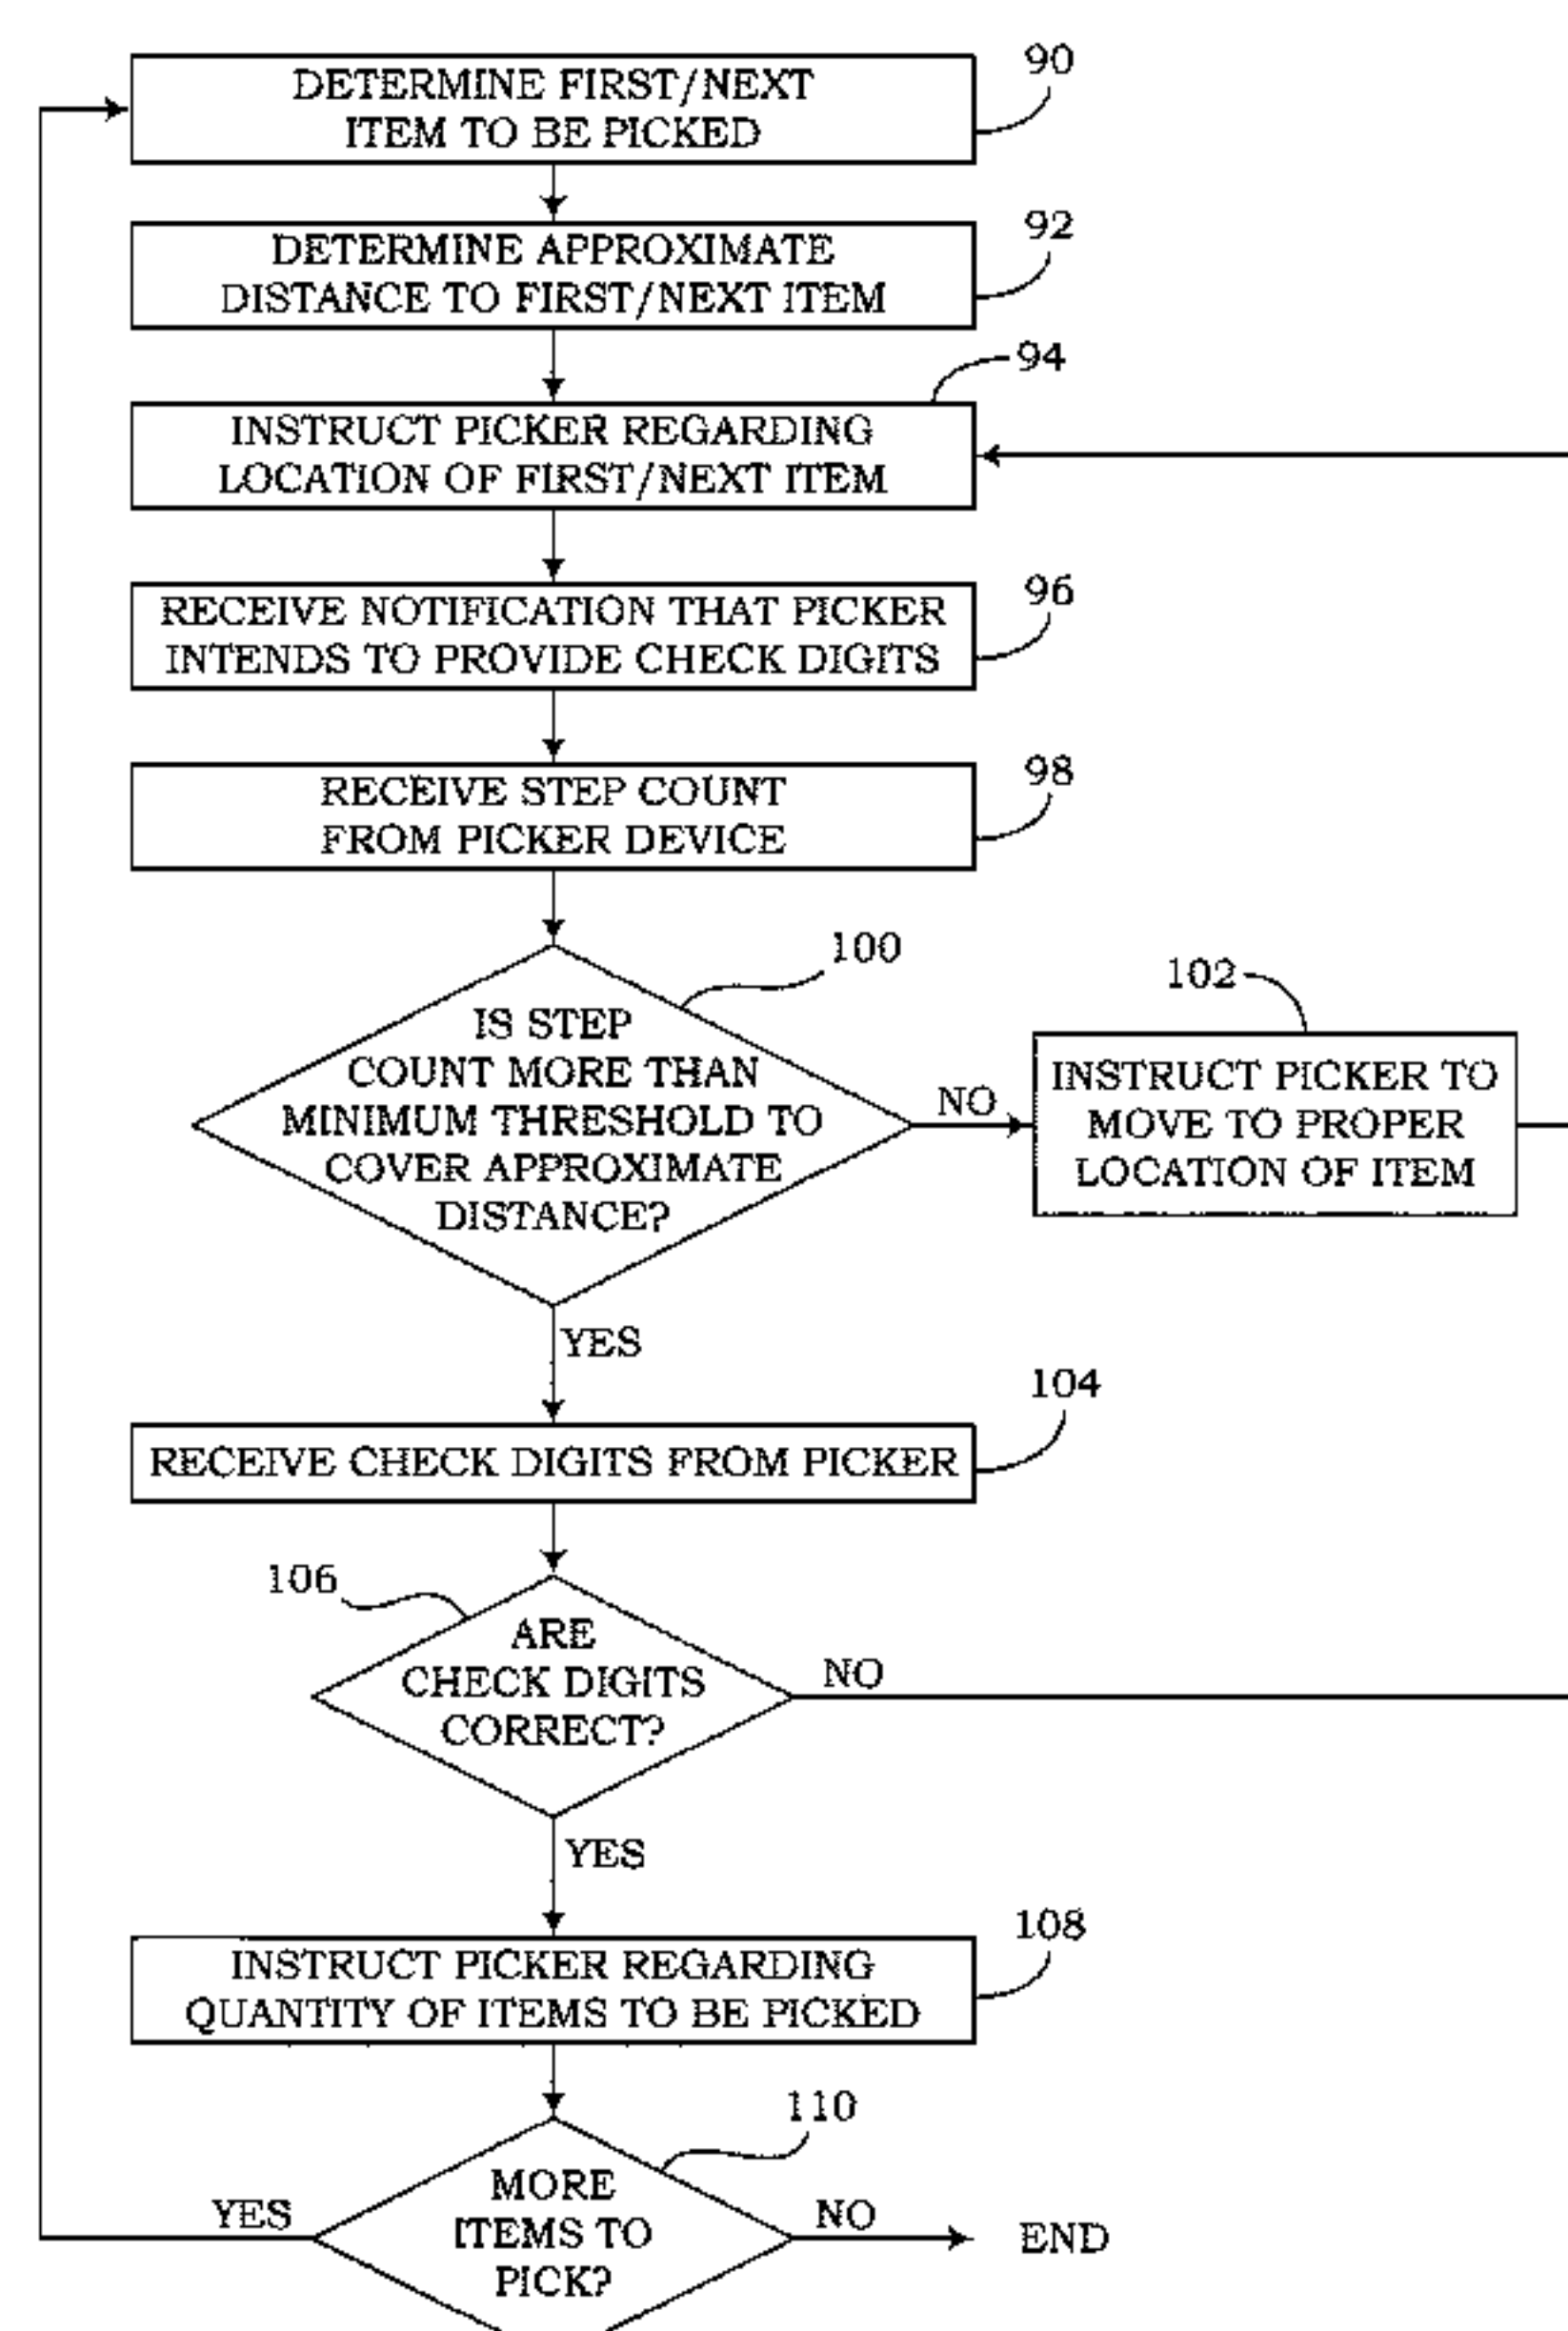 90
DETERMINE FIRST/NEXT
ITEM TO BE PICKED
92
DETERMINE APPROXIMATE
DISTANCE TO FIRST/NEXT ITEM
94
INSTRUCT PICKER REGARDING
LOCATION OF FIRST/NEXT ITEM
96
RECEIVE NOTIFICATION THAT PICKER
INTENDS TO PROVIDE CHECK DIGITS
98
RECEIVE STEP COUNT
FROM PICKER DEVICE
100
IS STEP
COUNT MORE THAN
MINIMUM THRESHOLD TO
COVER APPROXIMATE
DISTANCE?
NO
102
INSTRUCT PICKER TO
MOVE TO PROPER
LOCATION OF ITEM
YES
104
RECEIVE CHECK DIGITS FROM PICKER
106
ARE
CHECK DIGITS
CORRECT?
NO
YES
108
INSTRUCT PICKER REGARDING
QUANTITY OF ITEMS TO BE PICKED
110
MORE
ITEMS TO
PICK?
YES
NO
END